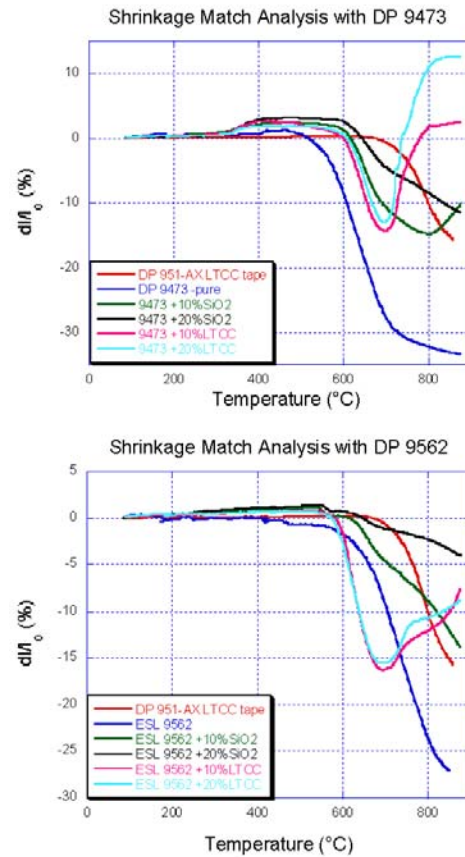 Shrinkage Match Analysis with DP 9473
10
0
-10
-20
-30
dl/l₀ (%)
DP 951-AX LTCC tape
DP 9473 -pure
9473 +10%SiO2
9473 +20%SiO2
9473 +10%LTCC
9473 +20%LTCC
0 200 400 600 800
Temperature (°C)
Shrinkage Match Analysis with DP 9562
5
0
-5
-10
-15
-20
-25
-30
dl/l₀ (%)
DP 951-AX LTCC tape
ESL 9562
ESL 9562 +10%SiO2
ESL 9562 +20%SiO2
ESL 9562 +10%LTCC
ESL 9562 +20%LTCC
0 200 400 600 800
Temperature (°C)